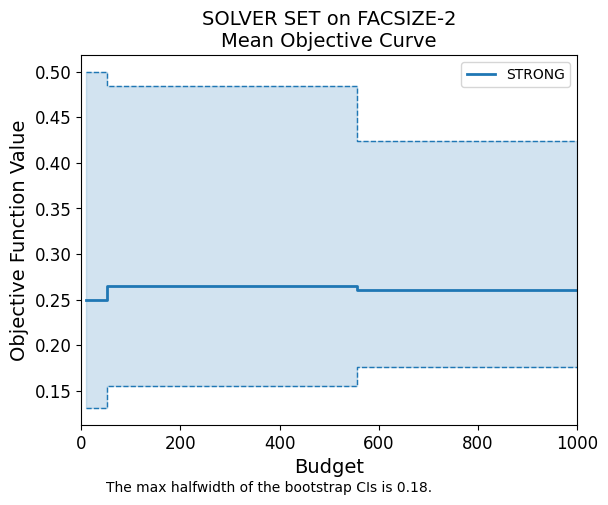 SOLVER SET on FACSIZE-2
Mean Objective Curve
STRONG
Objective Function Value
0.50
0.45
0.40
0.35
0.30
0.25
0.20
0.15
0 200 400 600 800 1000
Budget
The max halfwidth of the bootstrap CIs is 0.18.